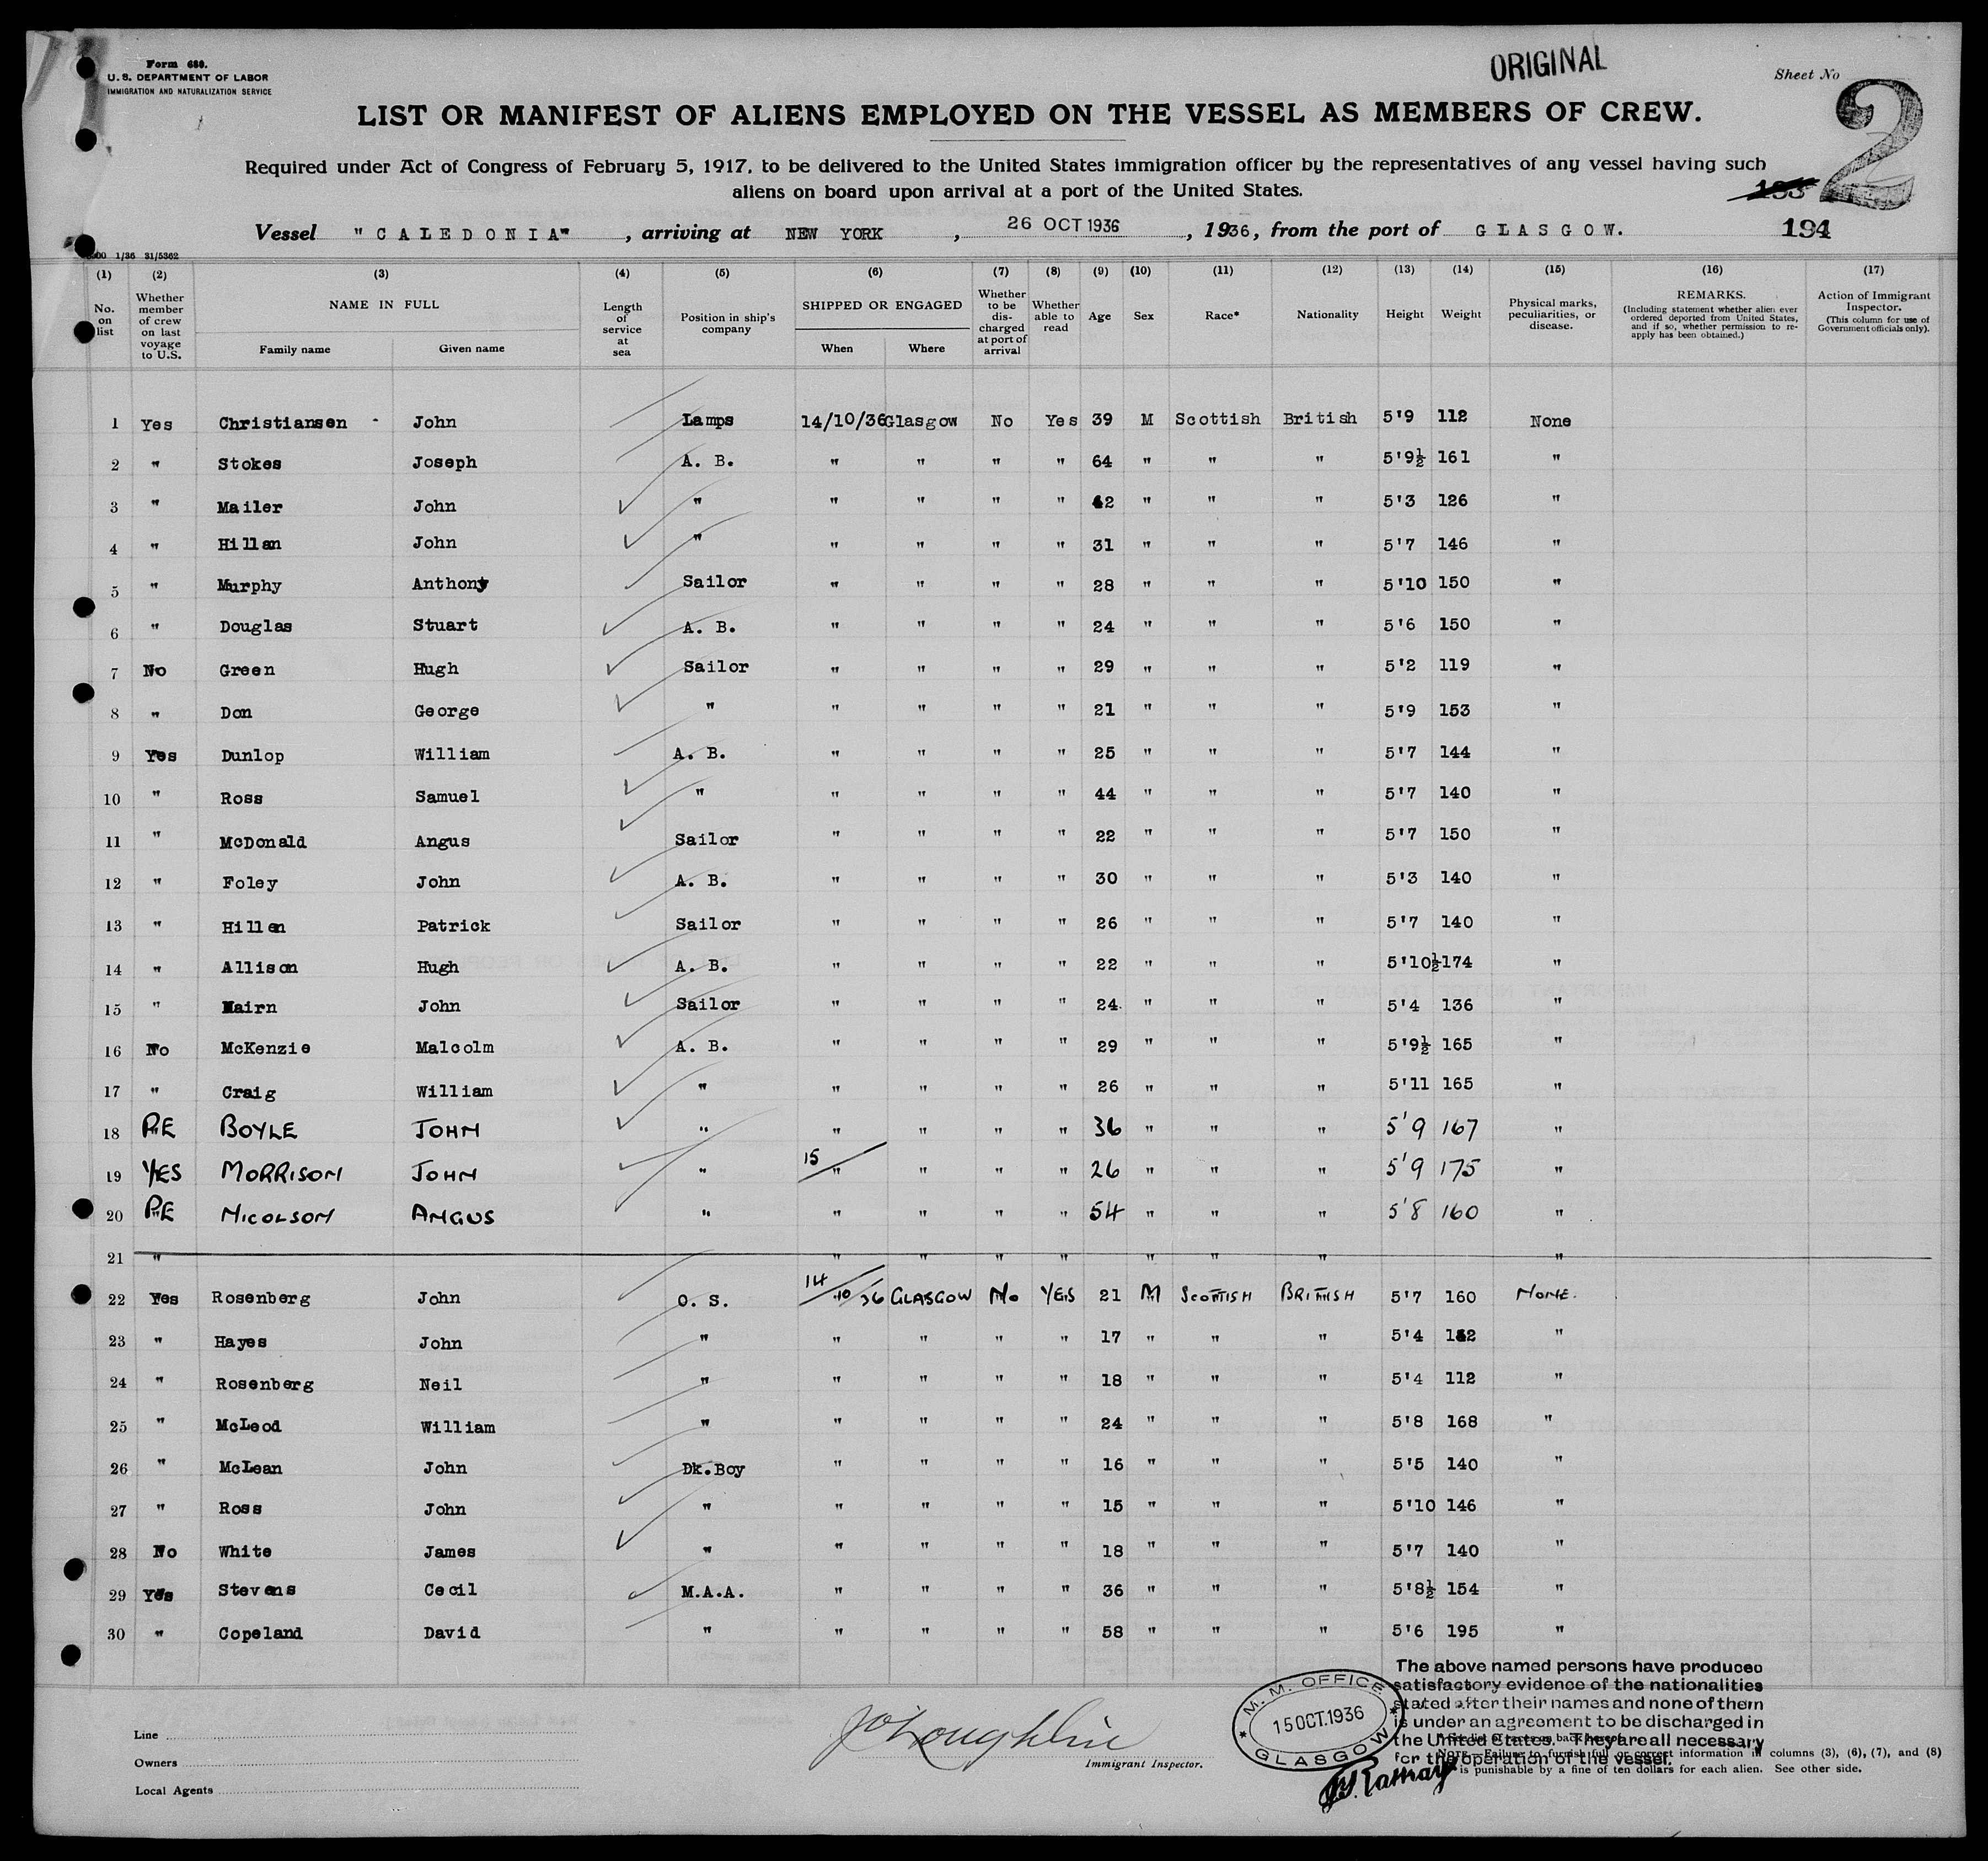 Form 680.
U. S. DEPARTMENT OF LABOR
IMMIGRATION AND NATURALIZATION SERVICE
ORIGINAL
Sheet No 2
LIST OR MANIFEST OF ALIENS EMPLOYED ON THE VESSEL AS MEMBERS OF CREW.
Required under Act of Congress of February 5, 1917, to be delivered to the United States immigration officer by the representatives of any vessel having such
aliens on board upon arrival at a port of the United States.
193
Vessel "CALEDONIA" , arriving at NEW YORK , 26 OCT 1936 , 1936, from the port of GLASGOW. 194
1/36 31/5362
(1) (2) (3) (4) (5) (6) (7) (8) (9) (10) (11) (12) (13) (14) (15) (16) (17)
No. on list
Whether member of crew on last voyage to U.S.
NAME IN FULL
Family name Given name
Length of service at sea
Position in ship's company
SHIPPED OR ENGAGED
When Where
Whether to be discharged at port of arrival
Whether able to read
Age
Sex
Race*
Nationality
Height
Weight
Physical marks, peculiarities, or disease.
REMARKS.
(Including statement whether alien ever ordered deported from United States, and if so, whether permission to re-apply has been obtained.)
Action of Immigrant Inspector.
(This column for use of Government officials only).
1 Yes Christiansen - John Lamps 14/10/36 Glasgow No Yes 39 M Scottish British 5'9 112 None
2 " Stokes Joseph A. B. " " " " 64 " " " 5'9½ 161 "
3 " Mailer John " " " " " 42 " " " 5'3 126 "
4 " Hillan John " " " " " 31 " " " 5'7 146 "
5 " Murphy Anthony Sailor " " " " 28 " " " 5'10 150 "
6 " Douglas Stuart A. B. " " " " 24 " " " 5'6 150 "
7 No Green Hugh Sailor " " " " 29 " " " 5'2 119 "
8 " Don George " " " " " 21 " " " 5'9 153 "
9 Yes Dunlop William A. B. " " " " 25 " " " 5'7 144 "
10 " Ross Samuel " " " " " 44 " " " 5'7 140 "
11 " McDonald Angus Sailor " " " " 22 " " " 5'7 150 "
12 " Foley John A. B. " " " " 30 " " " 5'3 140 "
13 " Hillen Patrick Sailor " " " " 26 " " " 5'7 140 "
14 " Allison Hugh A. B. " " " " 22 " " " 5'10½ 174 "
15 " Nairn John Sailor " " " " 24 " " " 5'4 136 "
16 No McKenzie Malcolm A. B. " " " " 29 " " " 5'9½ 165 "
17 " Craig William " " " " " 26 " " " 5'11 165 "
18 P.E BOYLE JOHN " " " " " 36 " " " 5'9 167 "
19 YES MORRISON JOHN " 15/" " " " 26 " " " 5'9 175 "
20 P.E NICOLSON ANGUS " " " " " 54 " " " 5'8 160 "
21 " " " " " " " " "
22 Yes Rosenberg John O. S. 14/10/36 GLASGOW No YES 21 M SCOTTISH BRITISH 5'7 160 NONE.
23 " Hayes John " " " " " 17 " " " 5'4 "
24 " Rosenberg Neil " " " " " 18 " " " 5'4 112 "
25 " McLeod William " " " " " 24 " " " 5'8 168 "
26 " McLean John Dk.Boy " " " " 16 " " " 5'5 140 "
27 " Ross John " " " " " 15 " " " 5'10 146 "
28 No White James " " " " " 18 " " " 5'7 140 "
29 Yes Stevens Cecil M.A.A. " " " " 36 " " " 5'8½ 154 "
30 " Copeland David " " " " " 58 " " " 5'6 195 "
Line
Owners
Local Agents
Immigrant Inspector.
M. M. OFFICE
15 OCT. 1936
GLASGOW
The above named persons have produced
satisfactory evidence of the nationalities
stated after their names and none of them
is under an agreement to be discharged in
the United States. They are all necessary
for the operation of the vessel.
NOTE.—Failure to furnish full or correct information in columns (3), (6), (7), and (8)
is punishable by a fine of ten dollars for each alien. See other side.